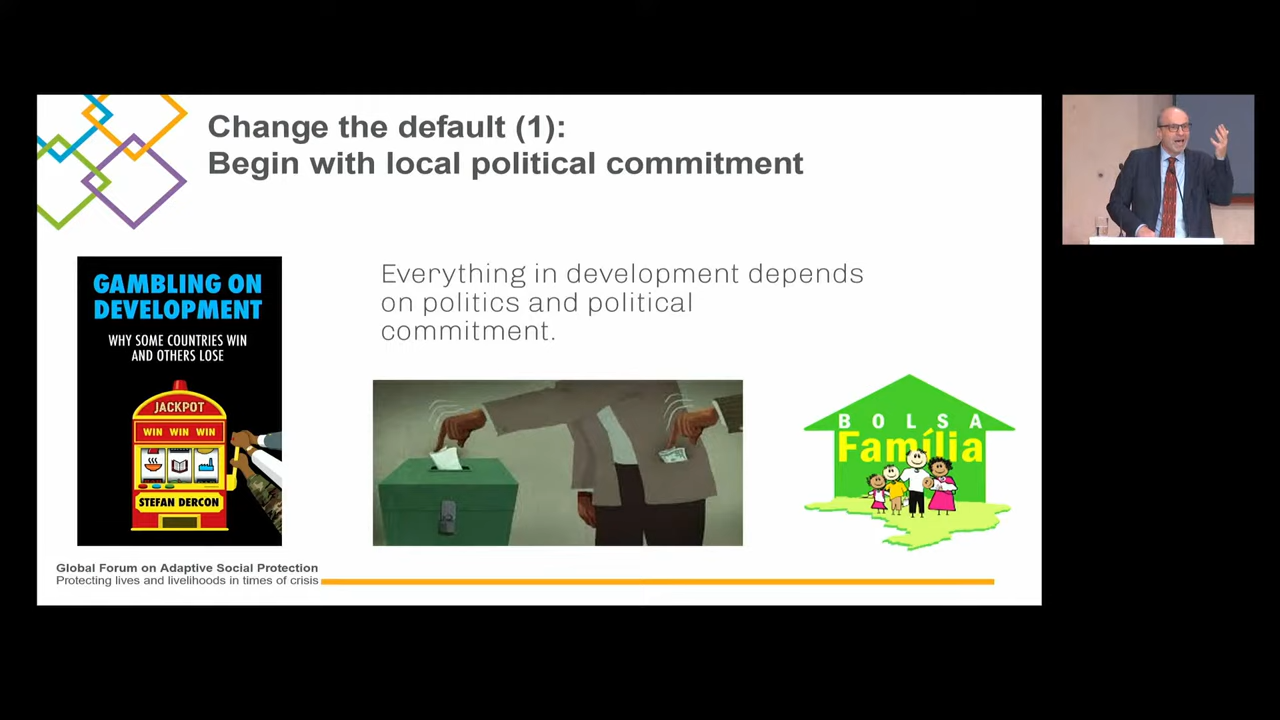 Change the default (1):
Begin with local political commitment
GAMBLING ON
DEVELOPMENT
WHY SOME COUNTRIES WIN
AND OTHERS LOSE
JACKPOT
WIN WIN WIN
STEFAN DERCON
Everything in development depends
on politics and political
commitment.
BOLSA
Família
Global Forum on Adaptive Social Protection
Protecting lives and livelihoods in times of crisis